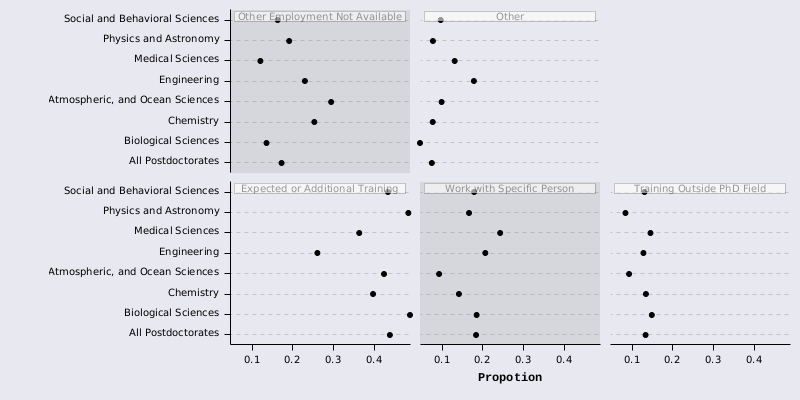 Other Employment Not Available
Other
Social and Behavioral Sciences
Physics and Astronomy
Medical Sciences
Engineering
Atmospheric, and Ocean Sciences
Chemistry
Biological Sciences
All Postdoctorates
Expected or Additional Training
Work with Specific Person
Training Outside PhD Field
Social and Behavioral Sciences
Physics and Astronomy
Medical Sciences
Engineering
Atmospheric, and Ocean Sciences
Chemistry
Biological Sciences
All Postdoctorates
0.1 0.2 0.3 0.4
0.1 0.2 0.3 0.4
0.1 0.2 0.3 0.4
Propotion